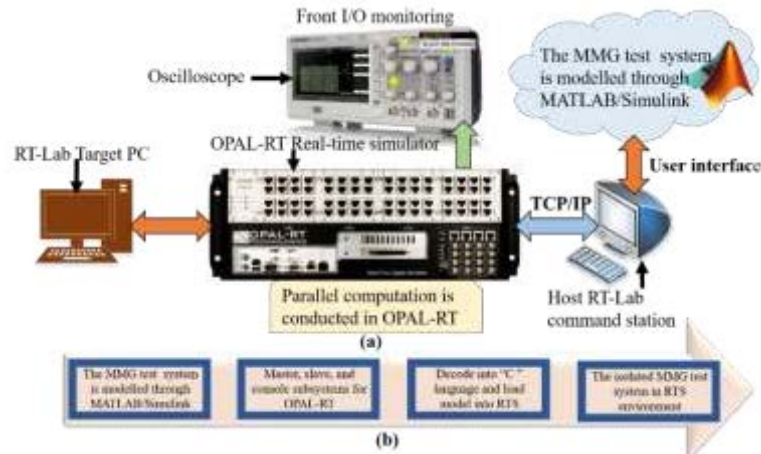 Front I/O monitoring
Oscilloscope
The MMG test system
is modelled through
MATLAB/Simulink
OPAL-RT Real-time simulator
RT-Lab Target PC
User interface
TCP/IP
OPAL-RT
Parallel computation is
conducted in OPAL-RT
Host RT-Lab
command station
(a)
The MMG test system
is modelled through
MATLAB/Simulink
Master, slave, and
console subsystems for
OPAL-RT
Decode into "C"
language and load
model into RTS
The isolated MMG test
system in RTS
environment
(b)